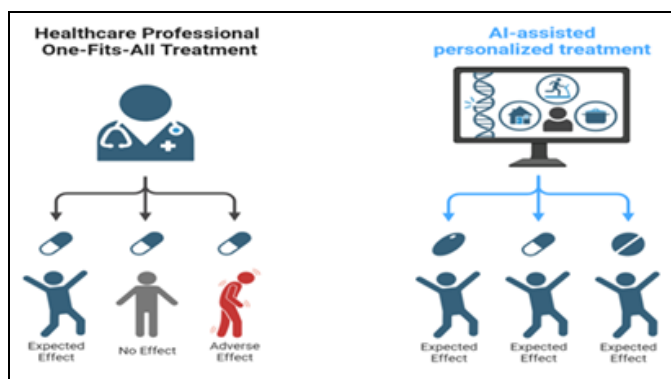 Healthcare Professional
One-Fits-All Treatment
AI-assisted
personalized treatment
Expected
Effect
No Effect
Adverse
Effect
Expected
Effect
Expected
Effect
Expected
Effect